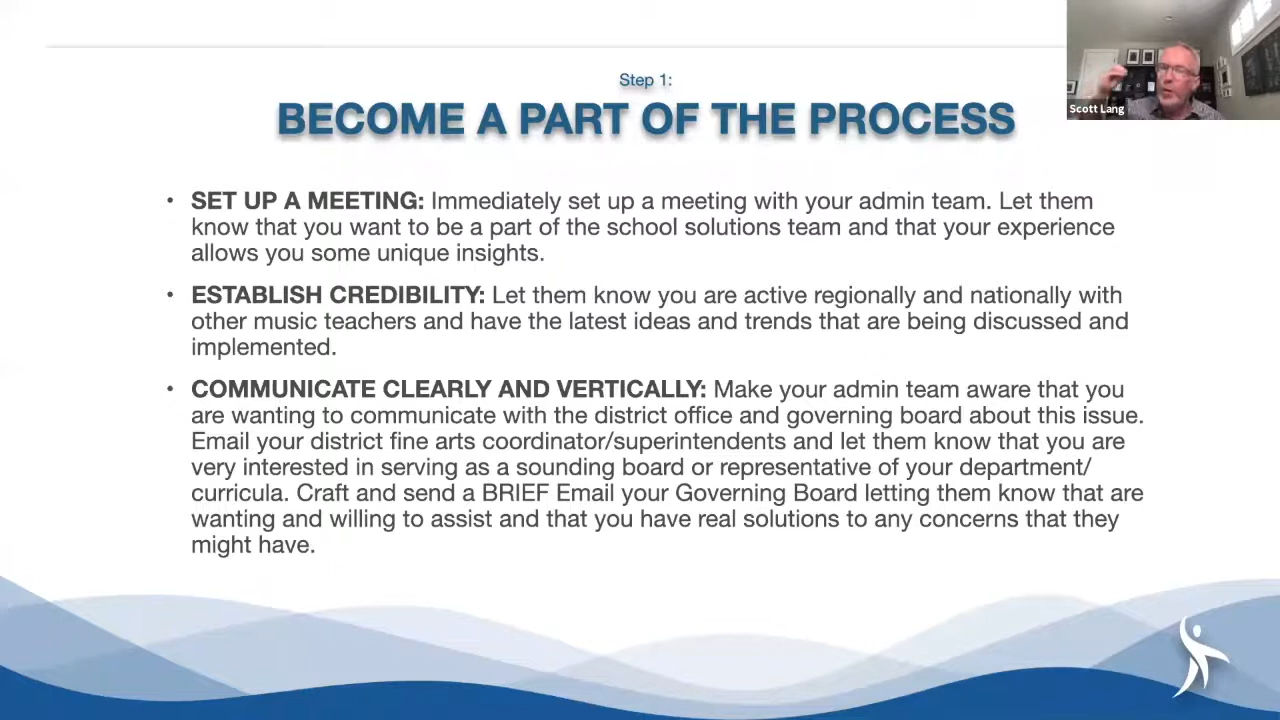 Step 1:
BECOME A PART OF THE PROCESS
Scott Lang
• SET UP A MEETING: Immediately set up a meeting with your admin team. Let them
know that you want to be a part of the school solutions team and that your experience
allows you some unique insights.
• ESTABLISH CREDIBILITY: Let them know you are active regionally and nationally with
other music teachers and have the latest ideas and trends that are being discussed and
implemented.
• COMMUNICATE CLEARLY AND VERTICALLY: Make your admin team aware that you
are wanting to communicate with the district office and governing board about this issue.
Email your district fine arts coordinator/superintendents and let them know that you are
very interested in serving as a sounding board or representative of your department/
curricula. Craft and send a BRIEF Email your Governing Board letting them know that are
wanting and willing to assist and that you have real solutions to any concerns that they
might have.